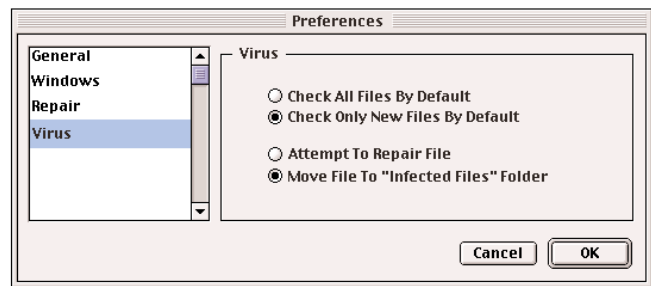 Preferences
General
Windows
Repair
Virus
Virus
Check All Files By Default
Check Only New Files By Default
Attempt To Repair File
Move File To "Infected Files" Folder
Cancel
OK